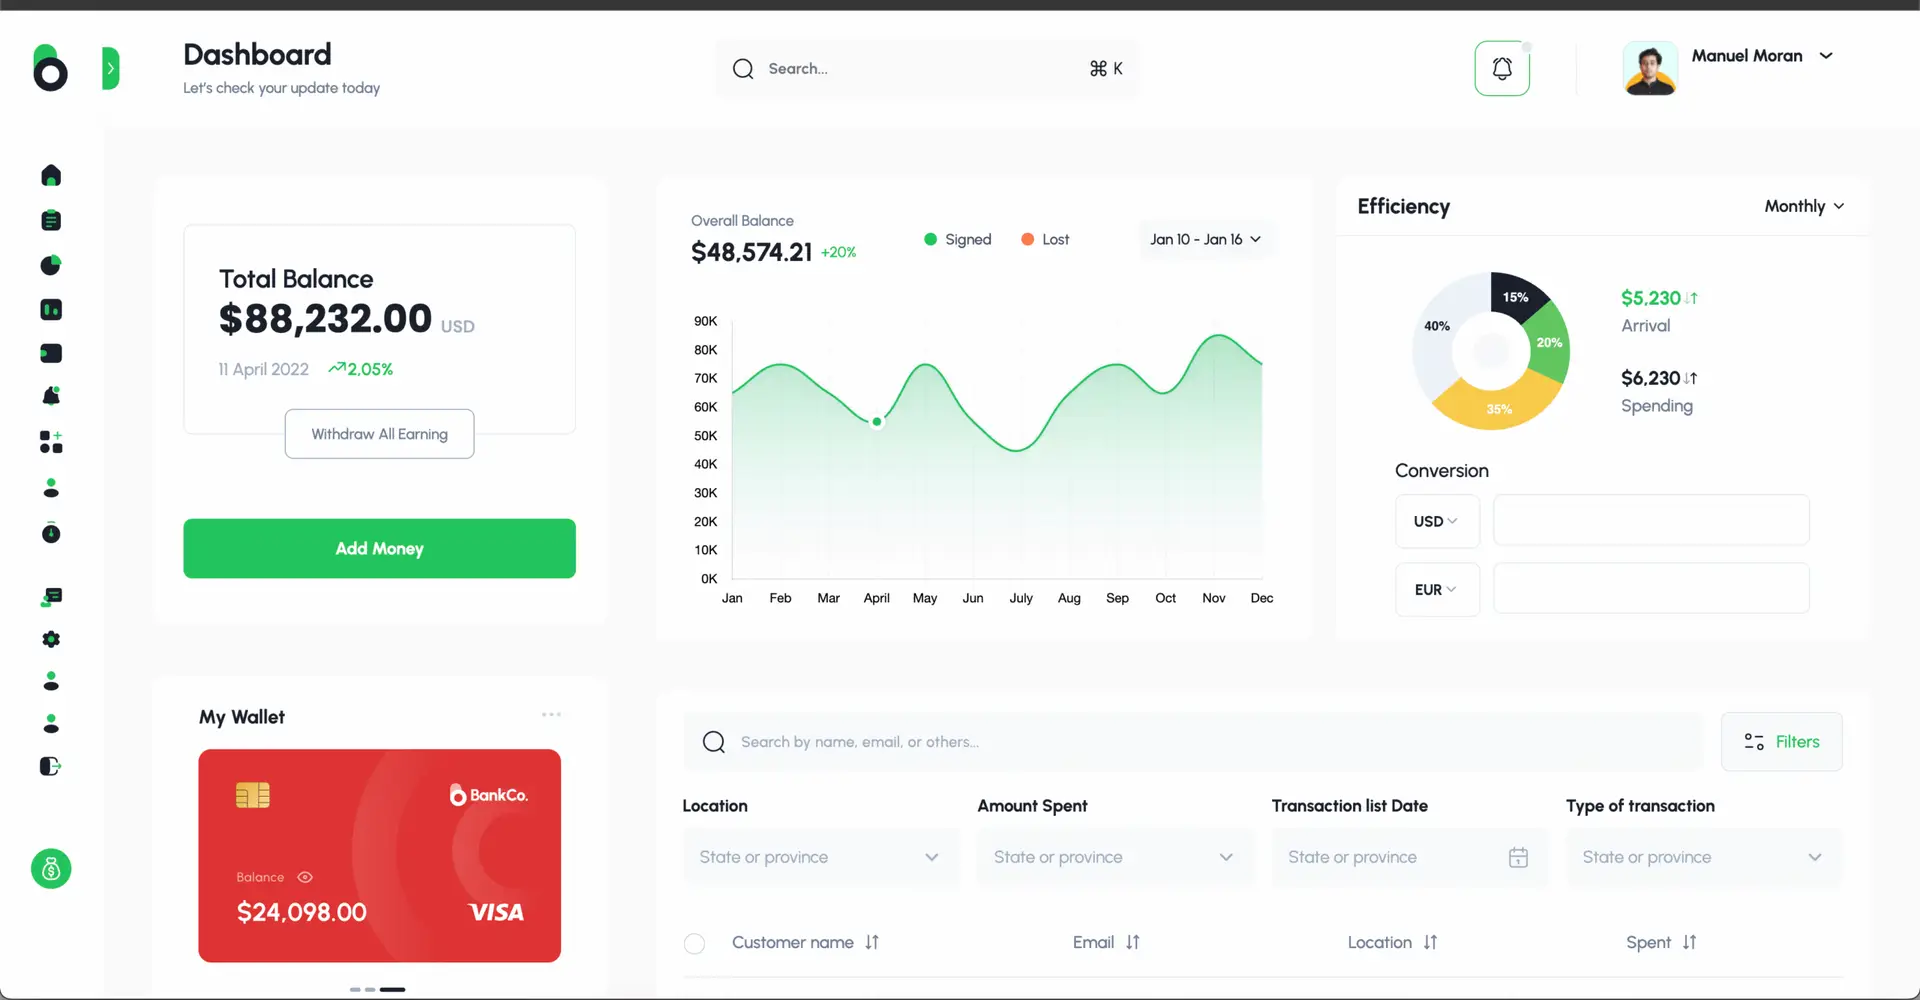 Dashboard
Let's check your update today
Search...
⌘ K
Manuel Moran
Total Balance
$88,232.00 USD
11 April 2022 2,05%
Withdraw All Earning
Add Money
Overall Balance
$48,574.21 +20%
Signed Lost
Jan 10 - Jan 16
90K
80K
70K
60K
50K
40K
30K
20K
10K
0K
Jan Feb Mar April May Jun July Aug Sep Oct Nov Dec
Efficiency
Monthly
15%
40%
20%
35%
$5,230
Arrival
$6,230
Spending
Conversion
USD
EUR
My Wallet
BankCo.
Balance
$24,098.00
VISA
Search by name, email, or others...
Filters
Location Amount Spent Transaction list Date Type of transaction
State or province State or province State or province State or province
Customer name Email Location Spent